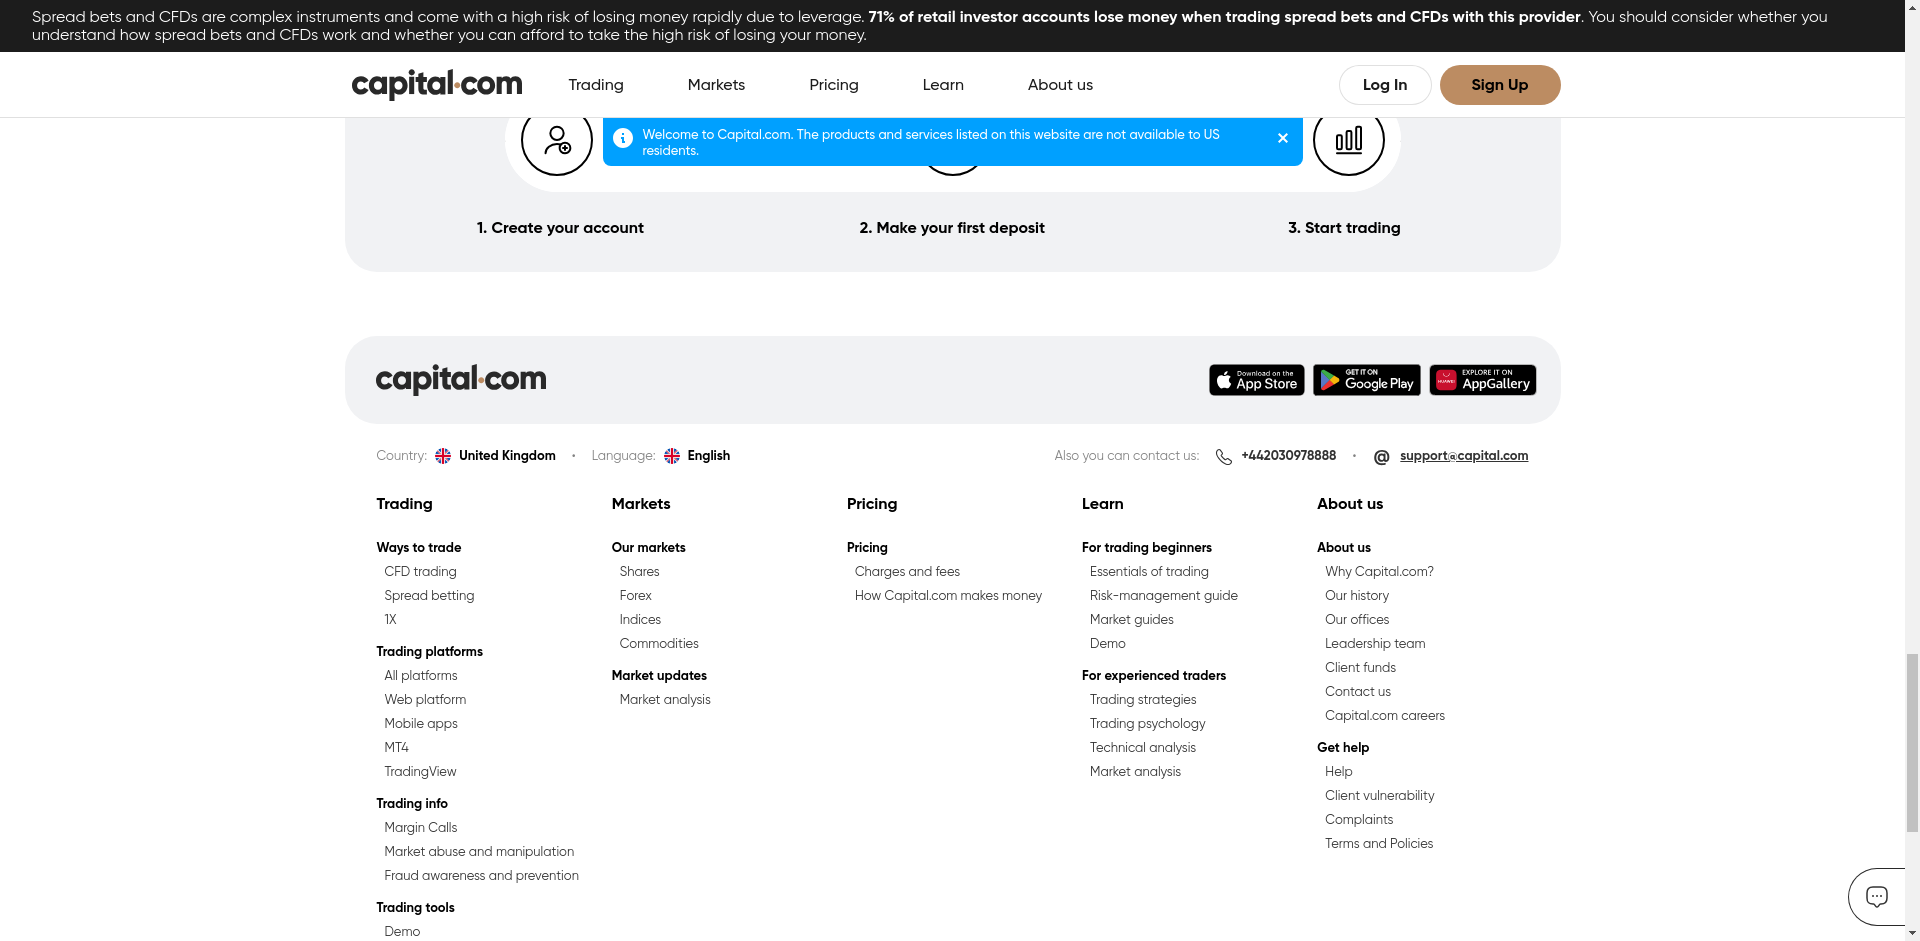 Spread bets and CFDs are complex instruments and come with a high risk of losing money rapidly due to leverage. 71% of retail investor accounts lose money when trading spread bets and CFDs with this provider. You should consider whether you
understand how spread bets and CFDs work and whether you can afford to take the high risk of losing your money.
capital.com
Trading
Markets
Pricing
Learn
About us
Log In
Sign Up
Welcome to Capital.com. The products and services listed on this website are not available to US
residents.
1. Create your account
2. Make your first deposit
3. Start trading
capital.com
Download on the
App Store
GET IT ON
Google Play
HUAWEI
EXPLORE IT ON
AppGallery
Country: United Kingdom • Language: English
Also you can contact us: +442030978888 • @ support@capital.com
Trading
Ways to trade
CFD trading
Spread betting
1X
Trading platforms
All platforms
Web platform
Mobile apps
MT4
TradingView
Trading info
Margin Calls
Market abuse and manipulation
Fraud awareness and prevention
Trading tools
Demo
Markets
Our markets
Shares
Forex
Indices
Commodities
Market updates
Market analysis
Pricing
Pricing
Charges and fees
How Capital.com makes money
Learn
For trading beginners
Essentials of trading
Risk-management guide
Market guides
Demo
For experienced traders
Trading strategies
Trading psychology
Technical analysis
Market analysis
About us
About us
Why Capital.com?
Our history
Our offices
Leadership team
Client funds
Contact us
Capital.com careers
Get help
Help
Client vulnerability
Complaints
Terms and Policies